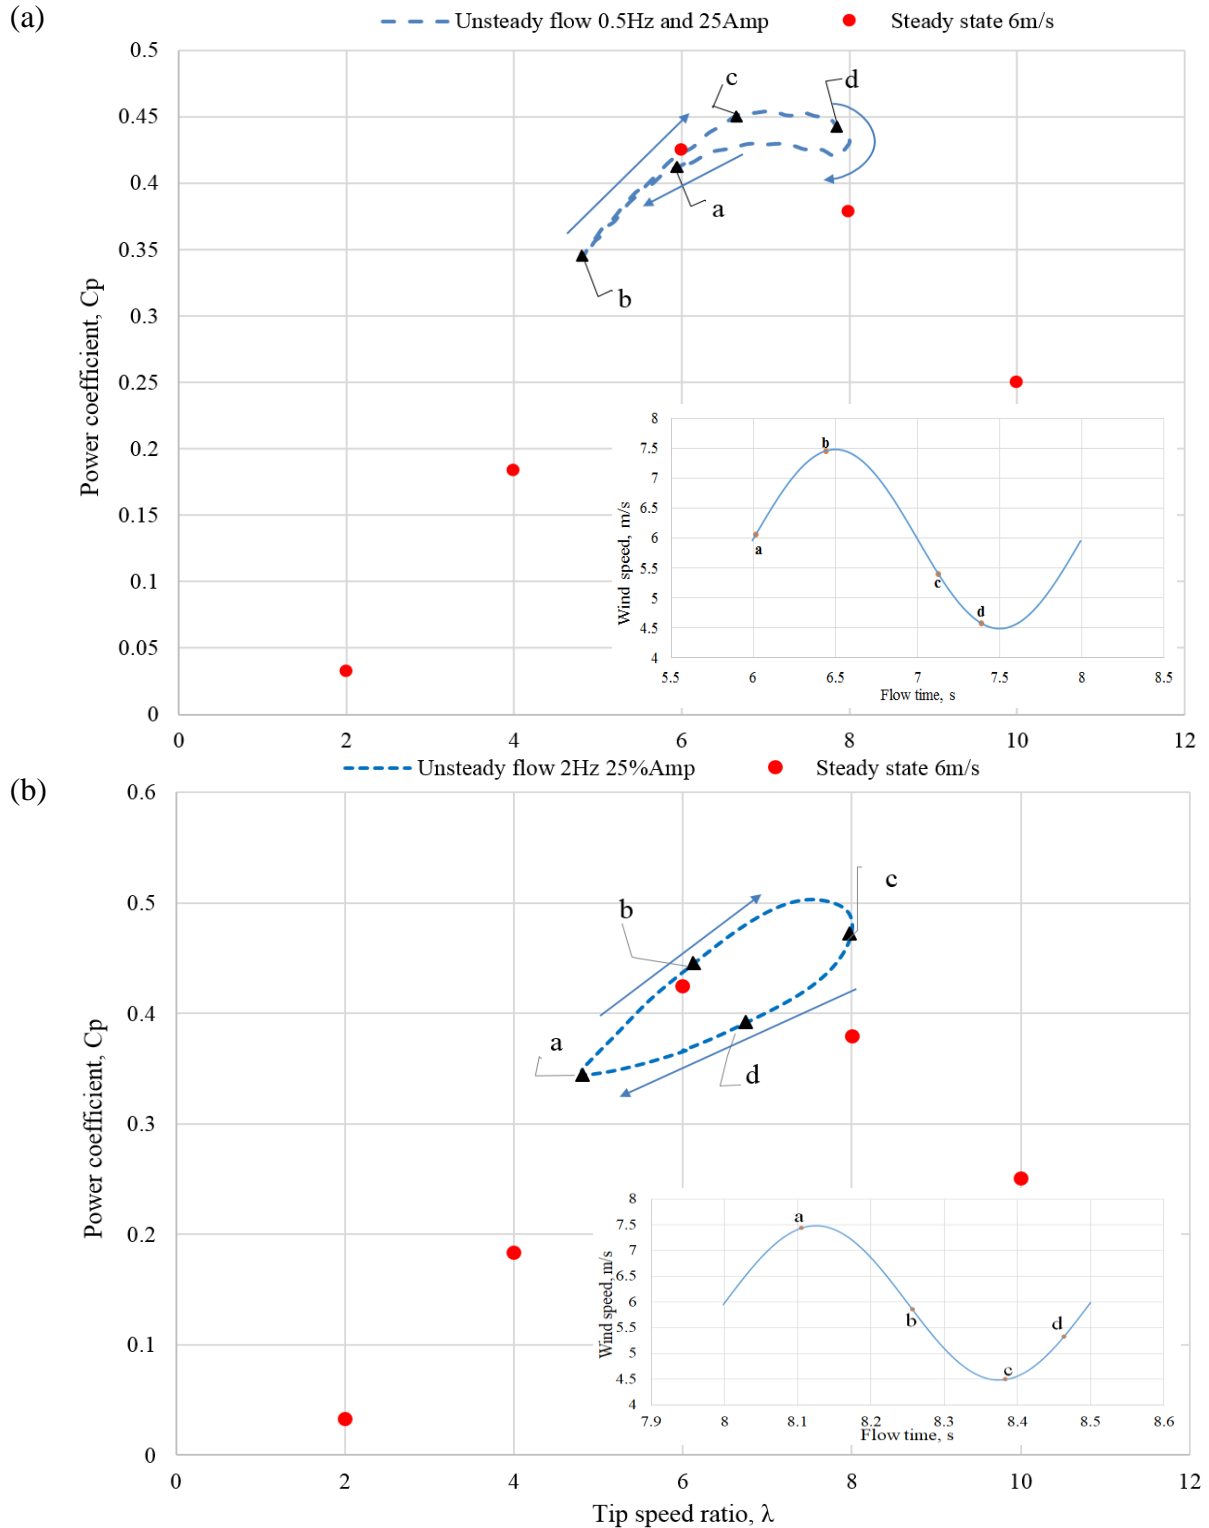 (a)
Unsteady flow 0.5Hz and 25Amp
Steady state 6m/s
0.5
0.45
0.4
0.35
0.3
0.25
0.2
0.15
0.1
0.05
0
Power coefficient, Cp
c
d
a
b
8
7.5
7
6.5
6
5.5
5
4.5
4
Wind speed, m/s
b
a
c
d
5.5 6 6.5 7 7.5 8 8.5
Flow time, s
0 2 4 6 8 10 12
(b)
Unsteady flow 2Hz 25%Amp
Steady state 6m/s
0.6
0.5
0.4
0.3
0.2
0.1
0
Power coefficient, Cp
c
b
a
d
8
7.5
7
6.5
6
5.5
5
4.5
4
Wind speed, m/s
a
b
d
c
7.9 8 8.1 8.2 8.3 8.4 8.5 8.6
Flow time, s
0 2 4 6 8 10 12
Tip speed ratio, λ